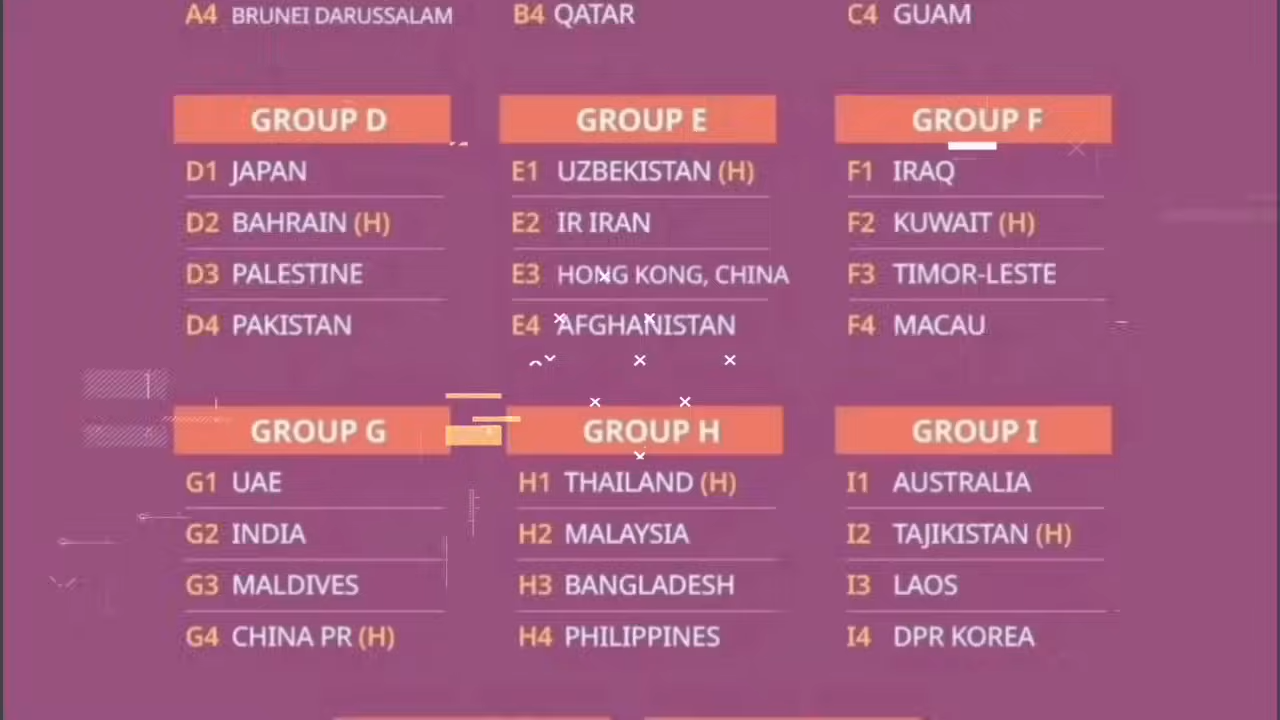 A4 BRUNEI DARUSSALAM
B4 QATAR
C4 GUAM
GROUP D
D1 JAPAN
D2 BAHRAIN (H)
D3 PALESTINE
D4 PAKISTAN
GROUP E
E1 UZBEKISTAN (H)
E2 IR IRAN
E3 HONG KONG, CHINA
E4 AFGHANISTAN
GROUP F
F1 IRAQ
F2 KUWAIT (H)
F3 TIMOR-LESTE
F4 MACAU
GROUP G
G1 UAE
G2 INDIA
G3 MALDIVES
G4 CHINA PR (H)
GROUP H
H1 THAILAND (H)
H2 MALAYSIA
H3 BANGLADESH
H4 PHILIPPINES
GROUP I
I1 AUSTRALIA
I2 TAJIKISTAN (H)
I3 LAOS
I4 DPR KOREA